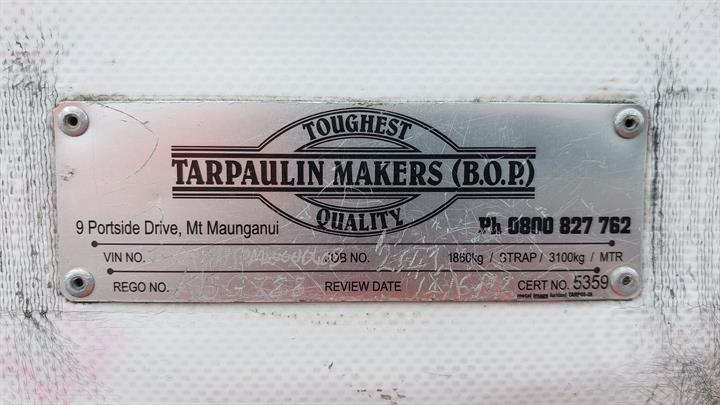 TOUGHEST
TARPAULIN MAKERS (B.O.P.)
QUALITY
9 Portside Drive, Mt Maunganui
Ph 0800 827 762
VIN NO. JOB NO. 1860kg / STRAP / 3100kg / MTR
REGO NO. REVIEW DATE CERT NO. 5359